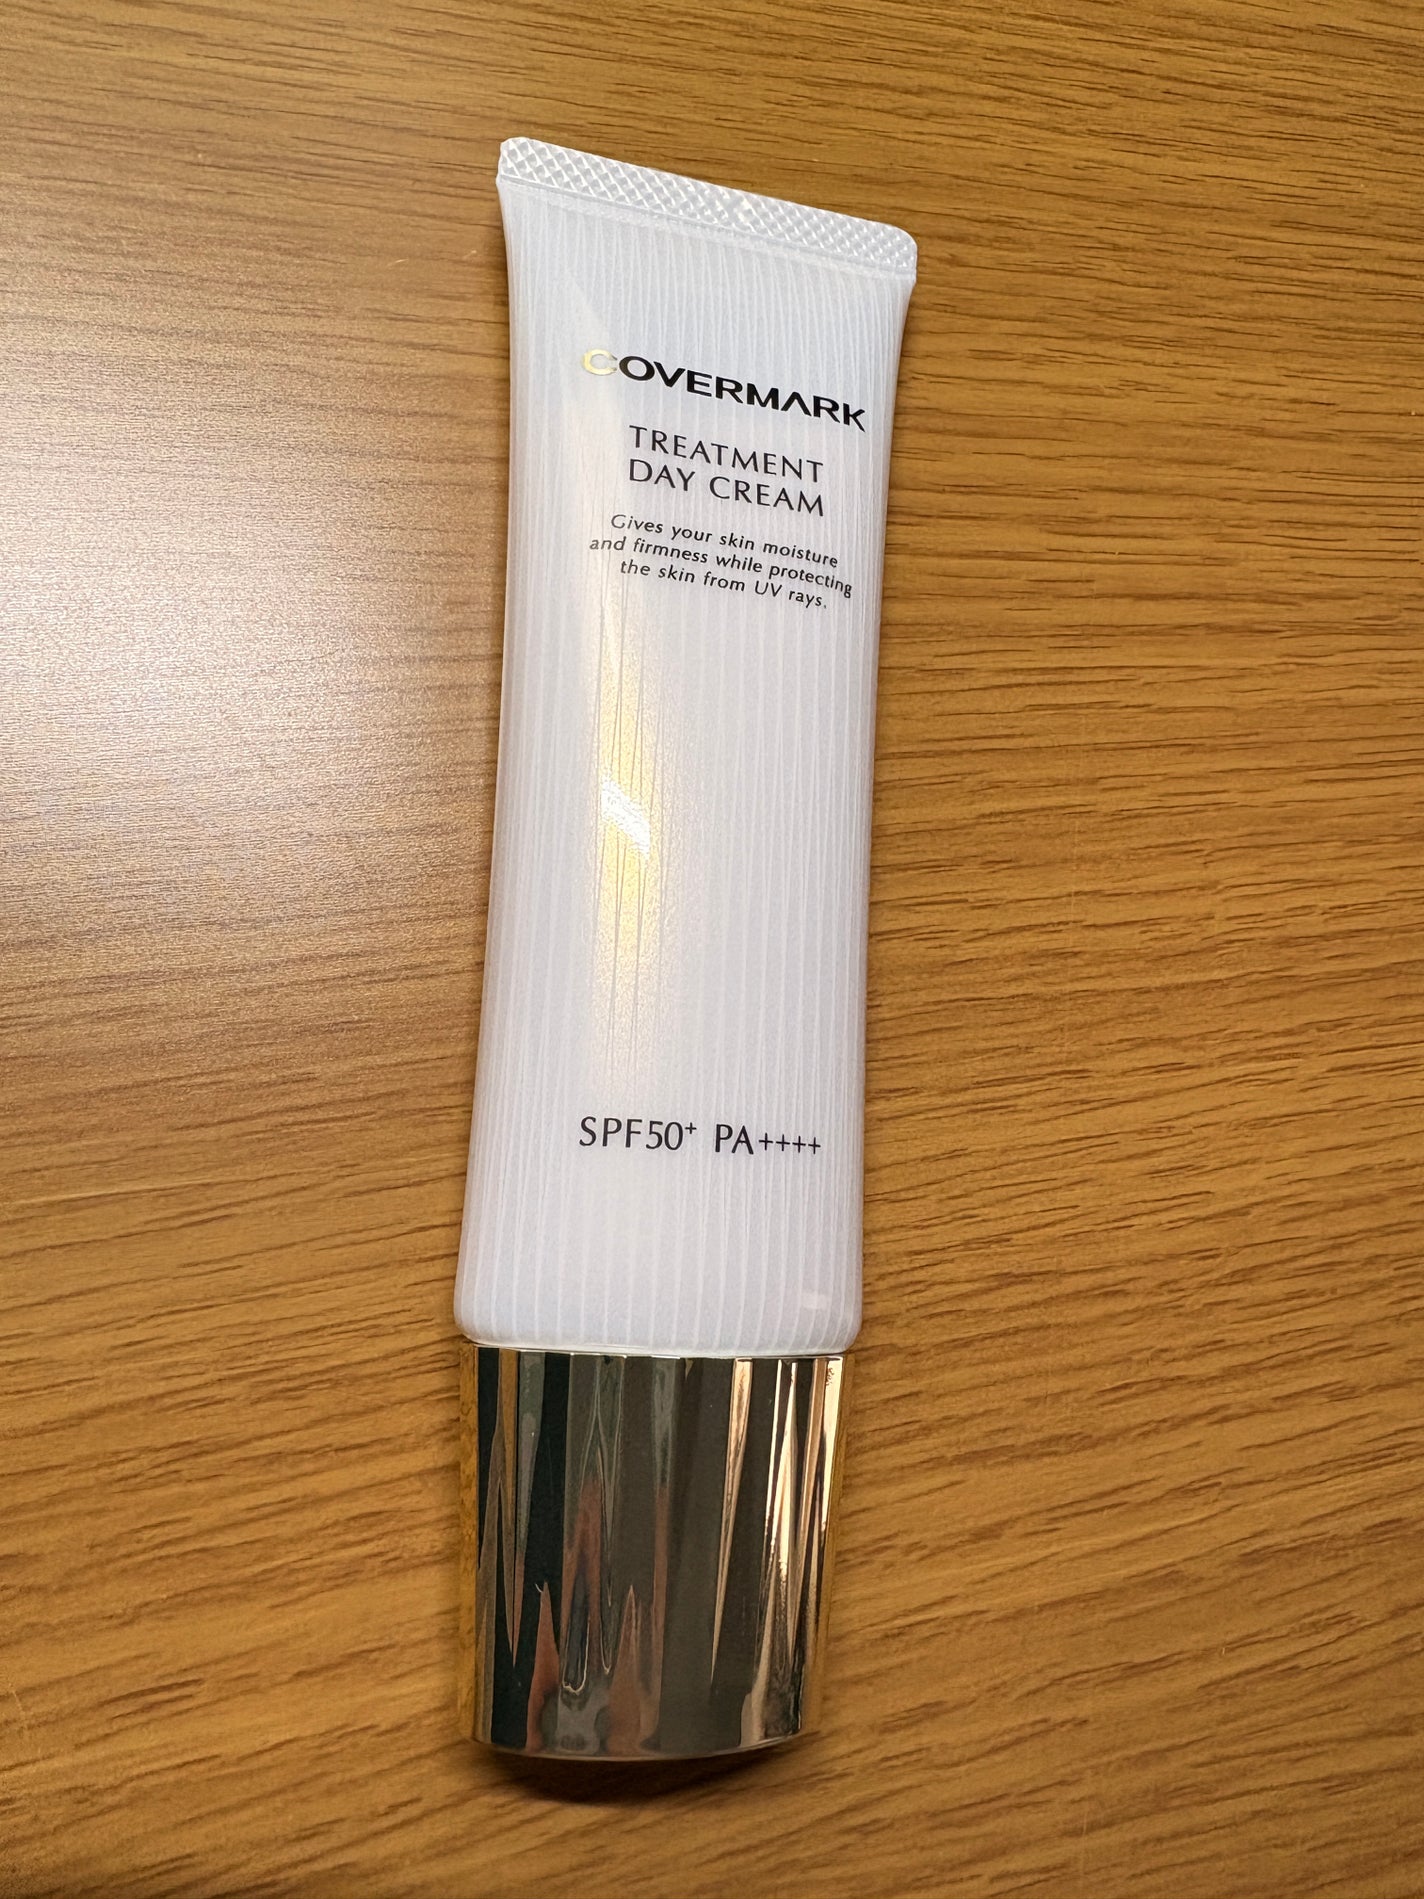 COVERMARK
TREATMENT
DAY CREAM
Gives your skin moisture
and firmness while protecting
the skin from UV rays.
SPF50+ PA++++